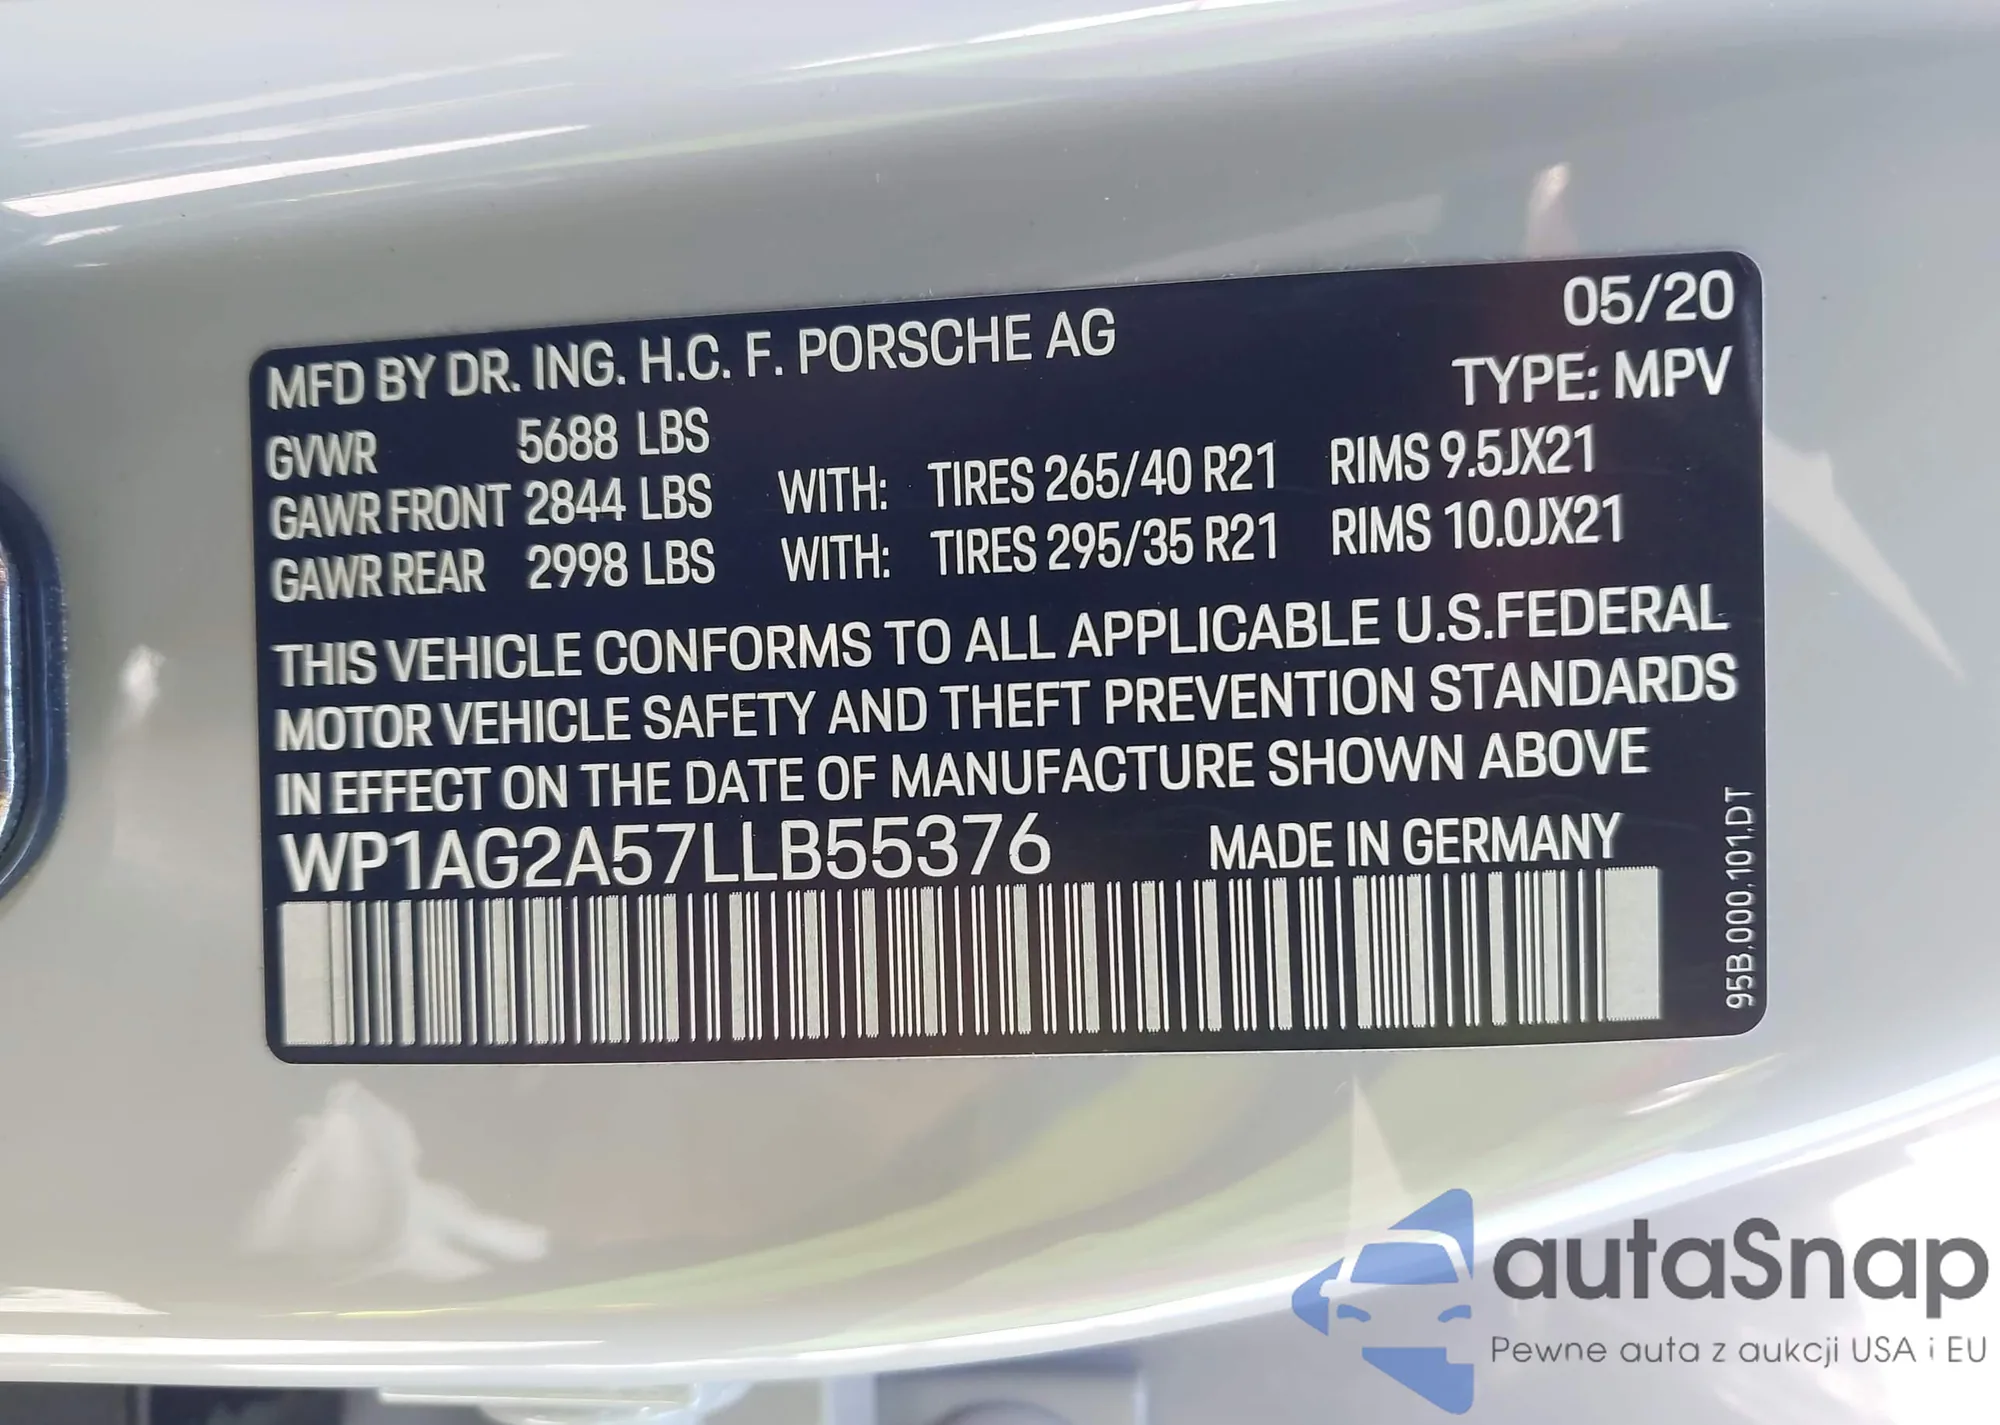 05/20
MFD BY DR. ING. H.C. F. PORSCHE AG
TYPE: MPV
GVWR 5688 LBS
GAWR FRONT 2844 LBS WITH: TIRES 265/40 R21 RIMS 9.5JX21
GAWR REAR 2998 LBS WITH: TIRES 295/35 R21 RIMS 10.0JX21
THIS VEHICLE CONFORMS TO ALL APPLICABLE U.S.FEDERAL
MOTOR VEHICLE SAFETY AND THEFT PREVENTION STANDARDS
IN EFFECT ON THE DATE OF MANUFACTURE SHOWN ABOVE
WP1AG2A57LLB55376 MADE IN GERMANY
95B.000.101.DT
autaSnap
Pewne auta z aukcji USA i EU